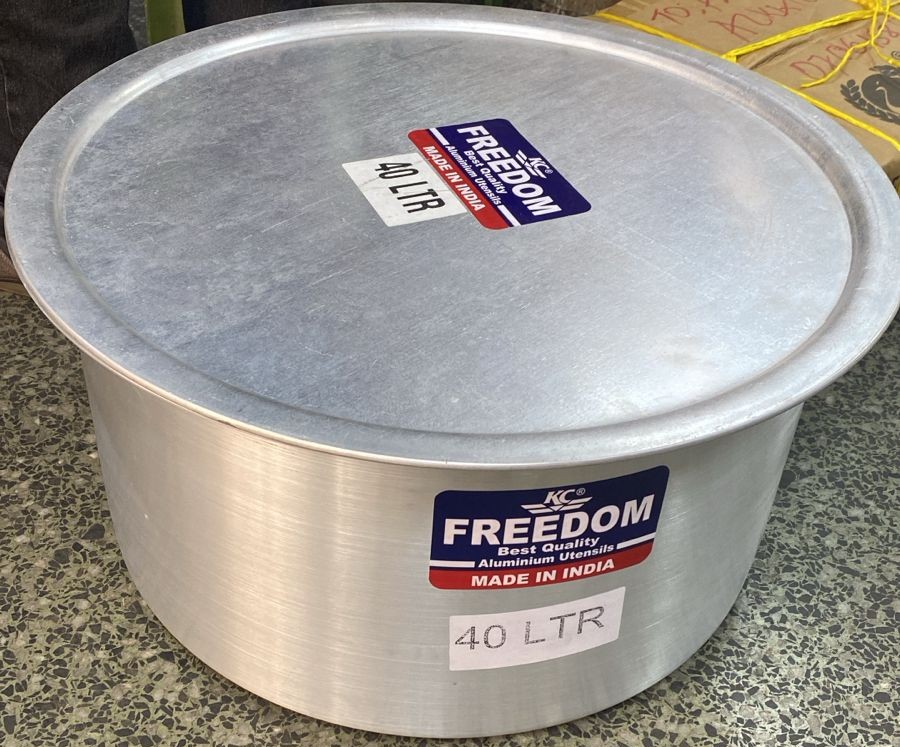 KC®
FREEDOM
Best Quality
Aluminium Utensils
MADE IN INDIA
40 LTR
KC®
FREEDOM
Best Quality
Aluminium Utensils
MADE IN INDIA
40 LTR
TO,